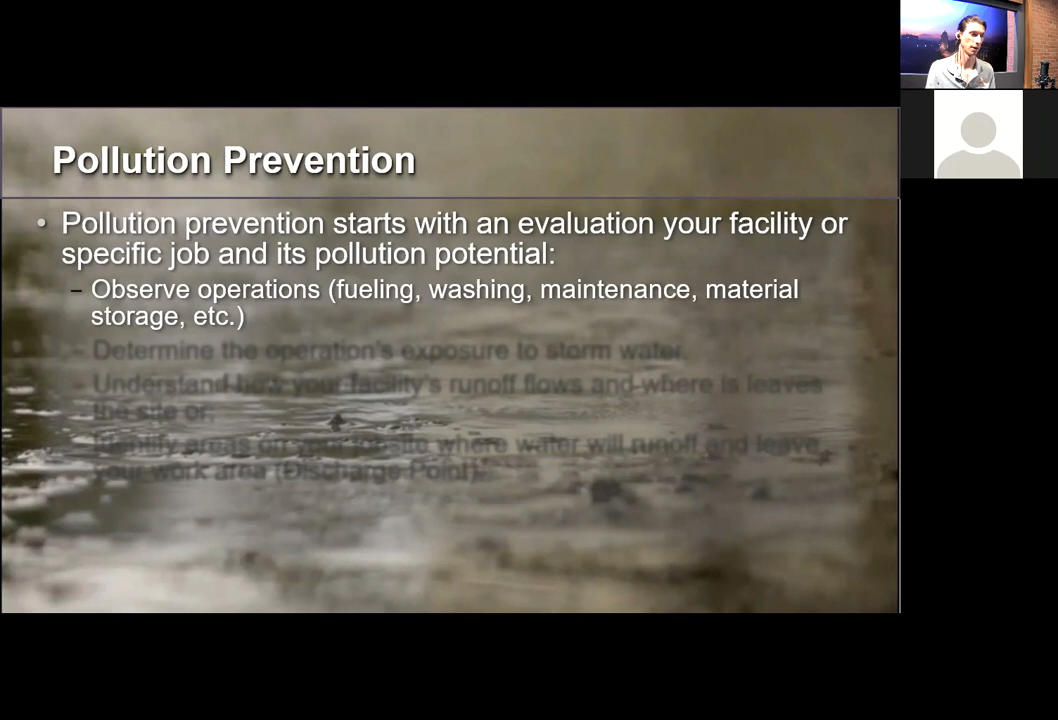 Pollution Prevention
• Pollution prevention starts with an evaluation your facility or
specific job and its pollution potential:
– Observe operations (fueling, washing, maintenance, material
storage, etc.)
– Determine the operation's exposure to storm water.
– Understand how your facility's runoff flows and where is leaves
the site or;
– Identify areas on your jobsite where water will runoff and leave
your work area (Discharge Point).